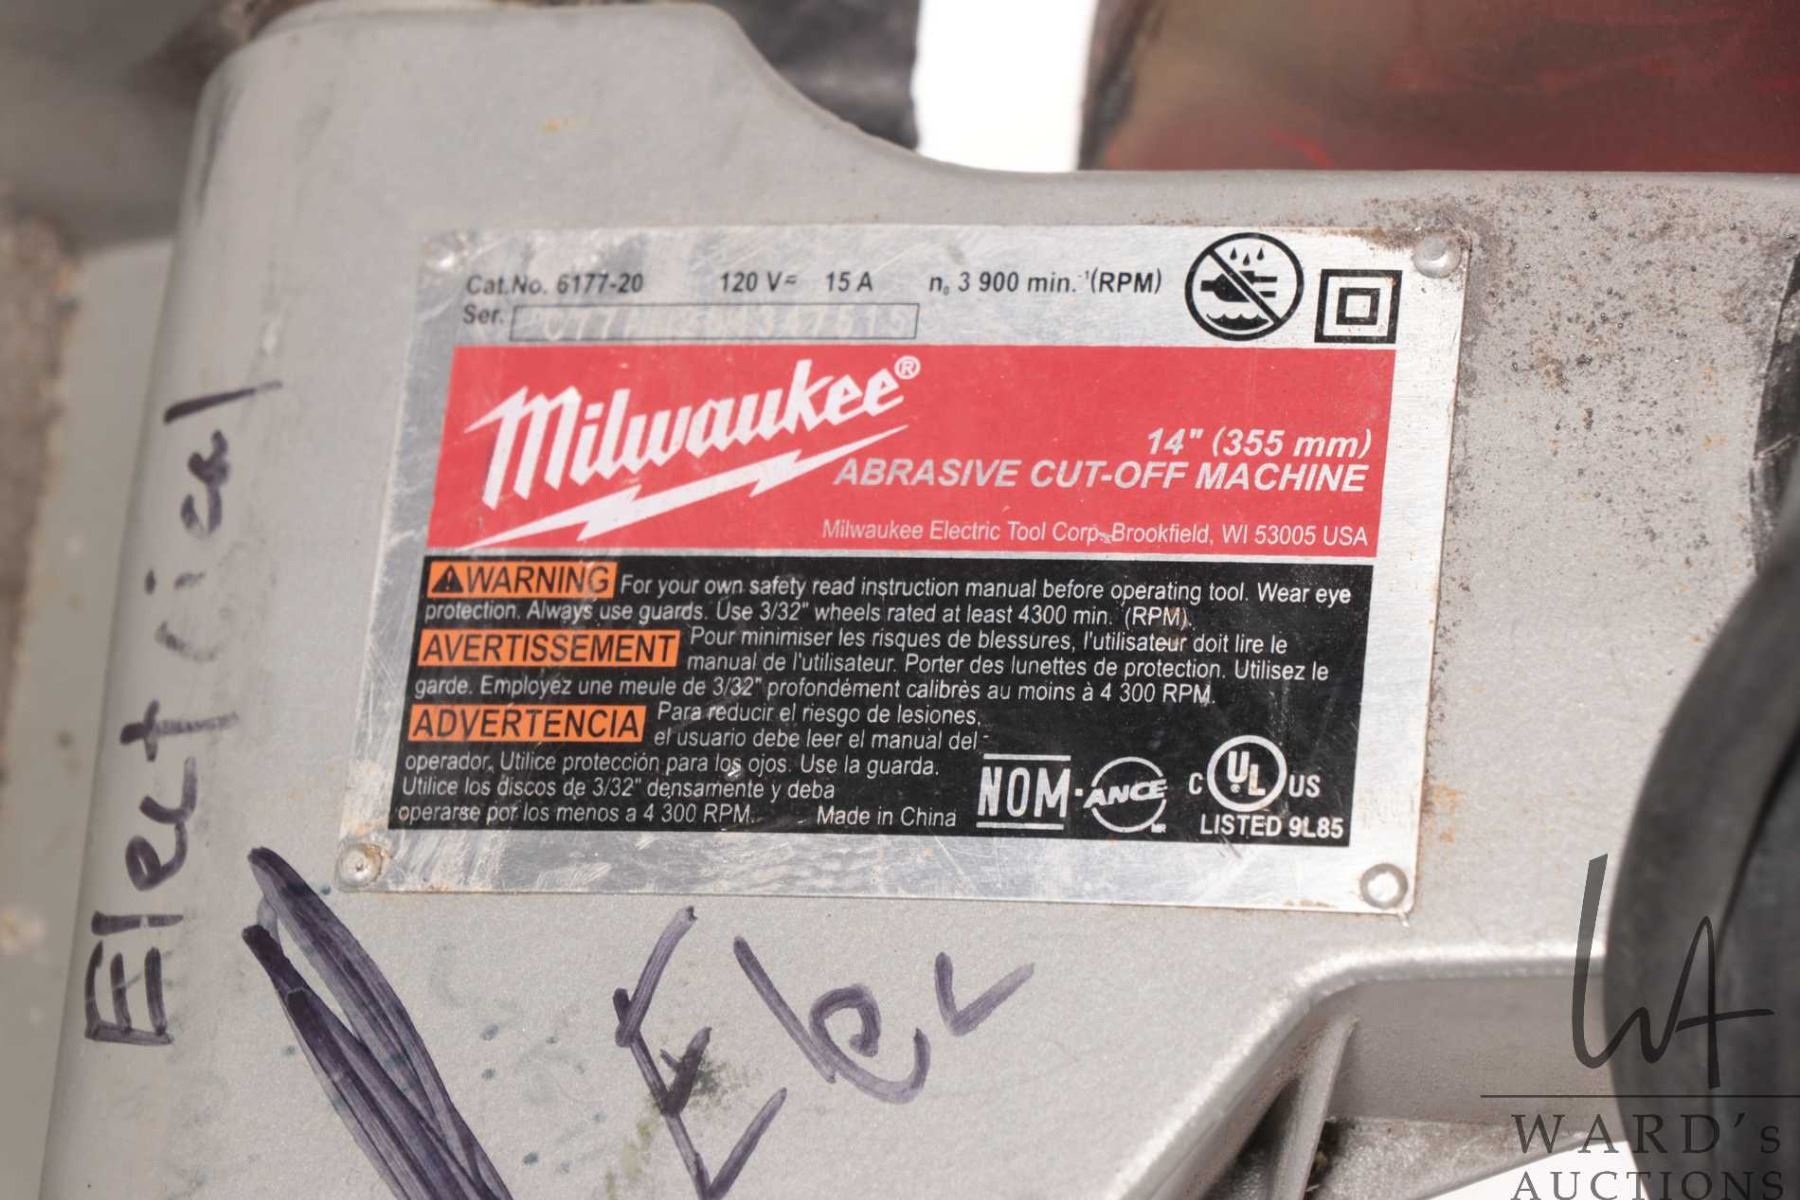 Cat.No. 6177-20 120 V≂ 15 A n₀ 3 900 min.⁻¹(RPM)
Ser.
Milwaukee®
14" (355 mm)
ABRASIVE CUT-OFF MACHINE
Milwaukee Electric Tool Corp. Brookfield, WI 53005 USA
WARNING For your own safety read instruction manual before operating tool. Wear eye
protection. Always use guards. Use 3/32" wheels rated at least 4300 min. (RPM).
AVERTISSEMENT Pour minimiser les risques de blessures, l'utilisateur doit lire le
manual de l'utilisateur. Porter des lunettes de protection. Utilisez le
garde. Employez une meule de 3/32" profondément calibrès au moins à 4 300 RPM.
ADVERTENCIA Para reducir el riesgo de lesiones,
el usuario debe leer el manual del
operador. Utilice protección para los ojos. Use la guarda.
Utilice los discos de 3/32" densamente y deba
operarse por los menos a 4 300 RPM. Made in China
NOM ANCE MR C UL US
LISTED 9L85
Elect
Elec
WA
WARD's
AUCTIONS